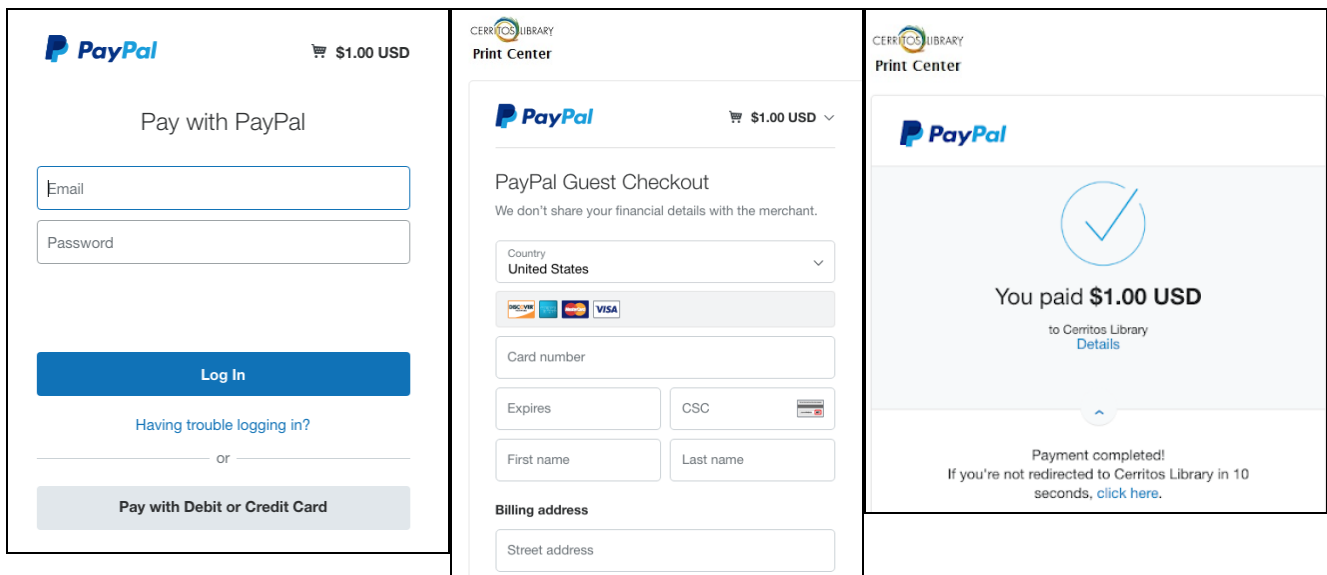 PayPal
$1.00 USD
Pay with PayPal
Email
Password
Log In
Having trouble logging in?
or
Pay with Debit or Credit Card
CERRITOS LIBRARY
Print Center
PayPal
$1.00 USD
PayPal Guest Checkout
We don't share your financial details with the merchant.
Country
United States
DISCOVER
MasterCard
VISA
Card number
Expires
CSC
First name
Last name
Billing address
Street address
CERRITOS LIBRARY
Print Center
PayPal
You paid $1.00 USD
to Cerritos Library
Details
Payment completed!
If you're not redirected to Cerritos Library in 10
seconds, click here.